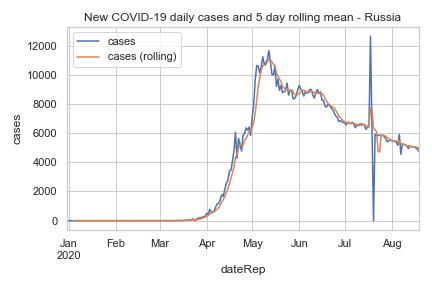 New COVID-19 daily cases and 5 day rolling mean - Russia
cases
cases (rolling)
12000
10000
8000
6000
4000
2000
0
cases
Jan
2020
Feb
Mar
Apr
May
Jun
Jul
Aug
dateRep